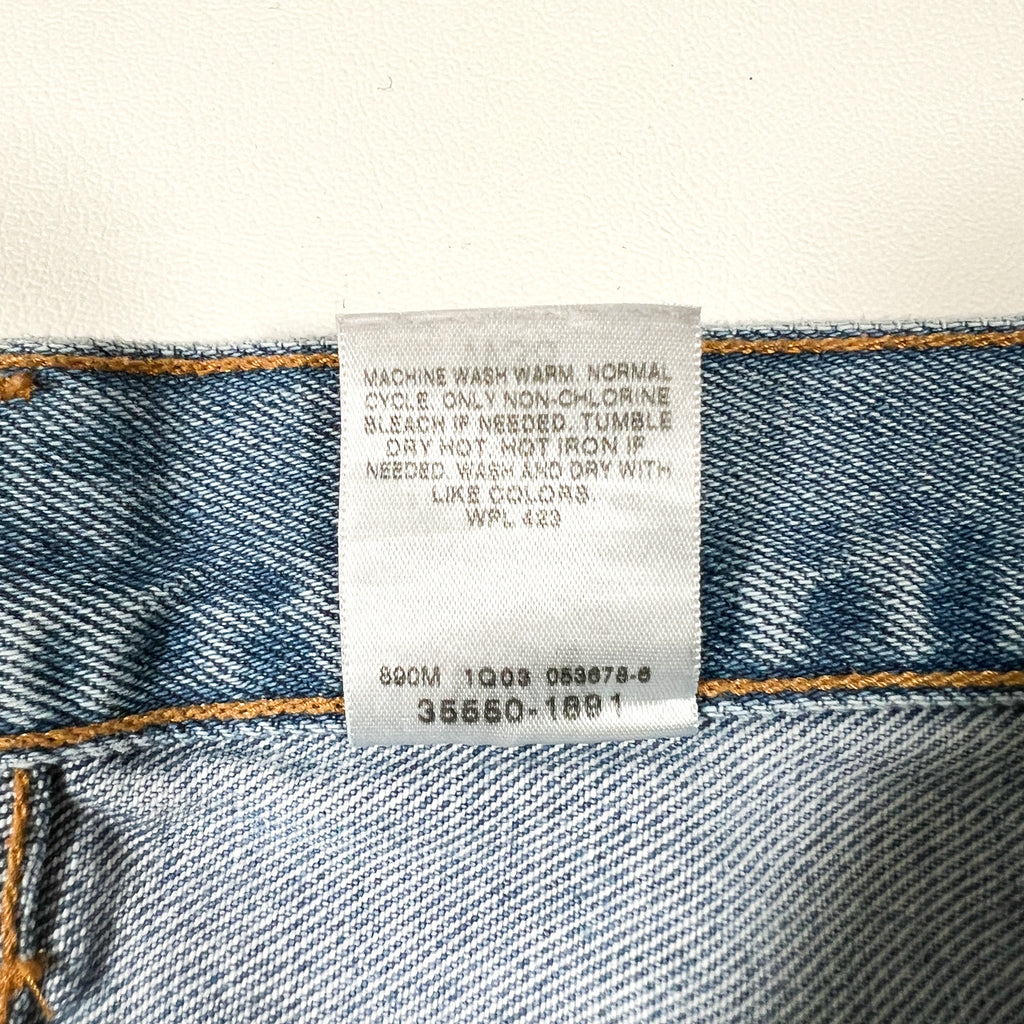 MACHINE WASH WARM. NORMAL
CYCLE. ONLY NON-CHLORINE
BLEACH IF NEEDED. TUMBLE
DRY HOT. HOT IRON IF
NEEDED. WASH AND DRY WITH
LIKE COLORS.
WPL 423
890M 1Q03 053678-6
35550-1891